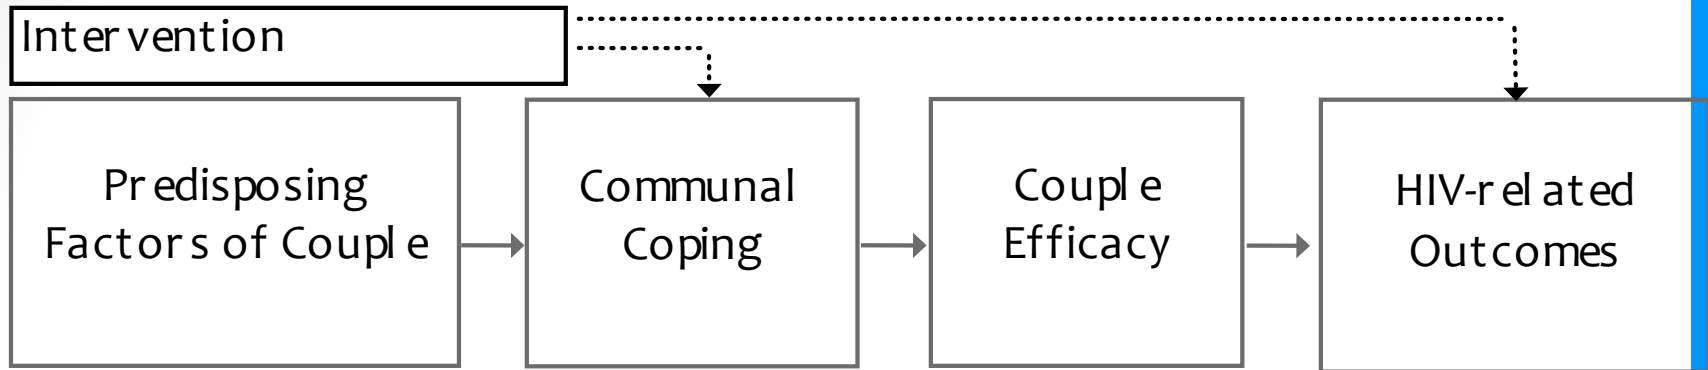 Intervention
Predisposing
Factors of Couple
Communal
Coping
Couple
Efficacy
HIV-related
Outcomes